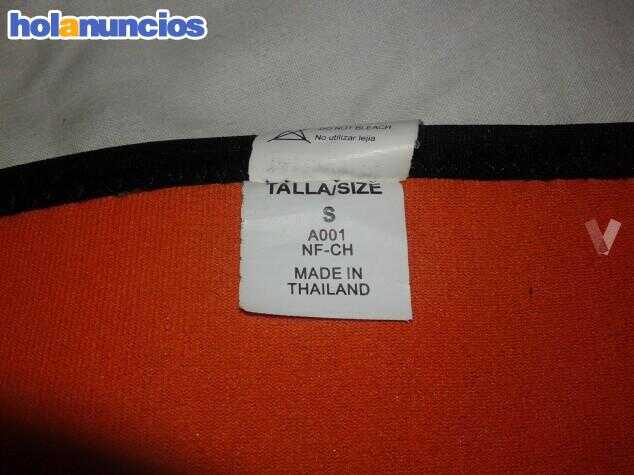 holanuncios
DO NOT BLEACH
No utilizar lejía
TALLA/SIZE
S
A001
NF-CH
MADE IN
THAILAND
V